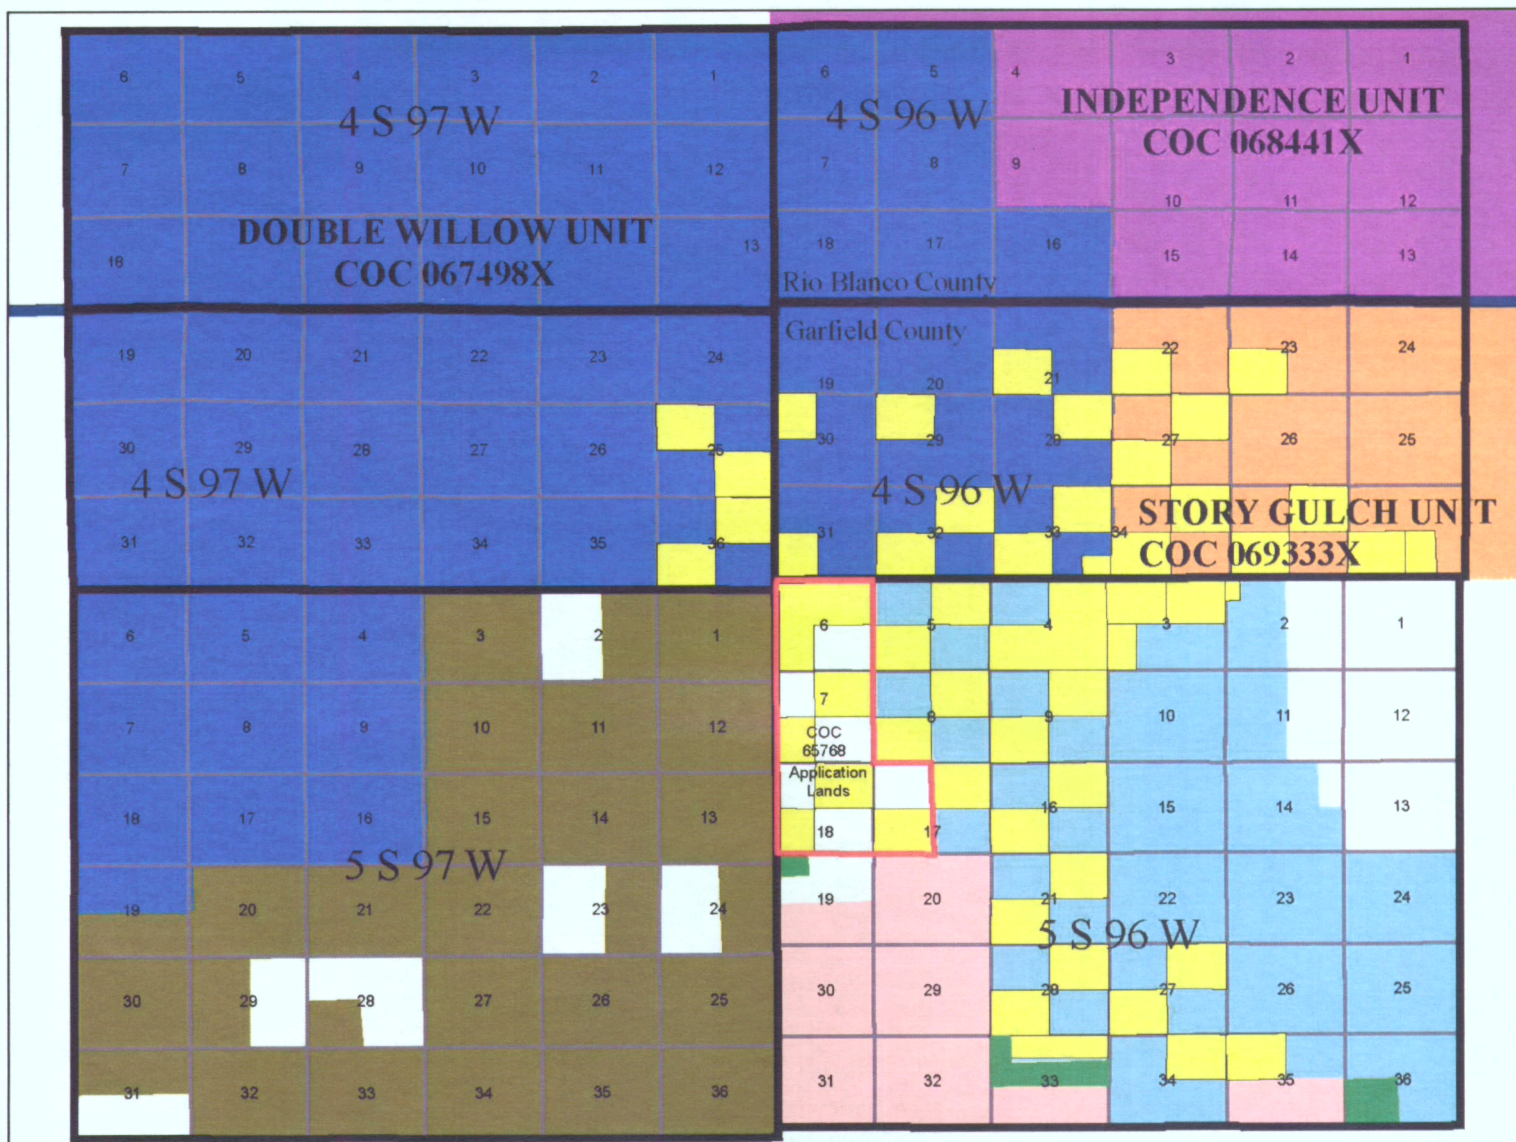 6 5 4 3 2 1
4 S 97 W
7 8 9 10 11 12
DOUBLE WILLOW UNIT
COC 067498X
18 13
6 5 4 3 2 1
4 S 96 W
INDEPENDENCE UNIT
COC 068441X
7 8 9
10 11 12
18 17 16 15 14 13
Rio Blanco County
19 20 21 22 23 24
30 29 28 27 26 25
4 S 97 W
31 32 33 34 35 36
Garfield County
19 20 21 22 23 24
30 29 28 27 26 25
4 S 96 W
31 32 33 34
STORY GULCH UNIT
COC 069333X
6 5 4 3 2 1
7 8 9 10 11 12
18 17 16 15 14 13
5 S 97 W
19 20 21 22 23 24
30 29 28 27 26 25
31 32 33 34 35 36
6 5 4 3 2 1
7 8 9 10 11 12
COC
65768
Application
Lands
18 17 16 15 14 13
19 20 21 22 23 24
5 S 96 W
30 29 28 27 26 25
31 32 33 34 35 36